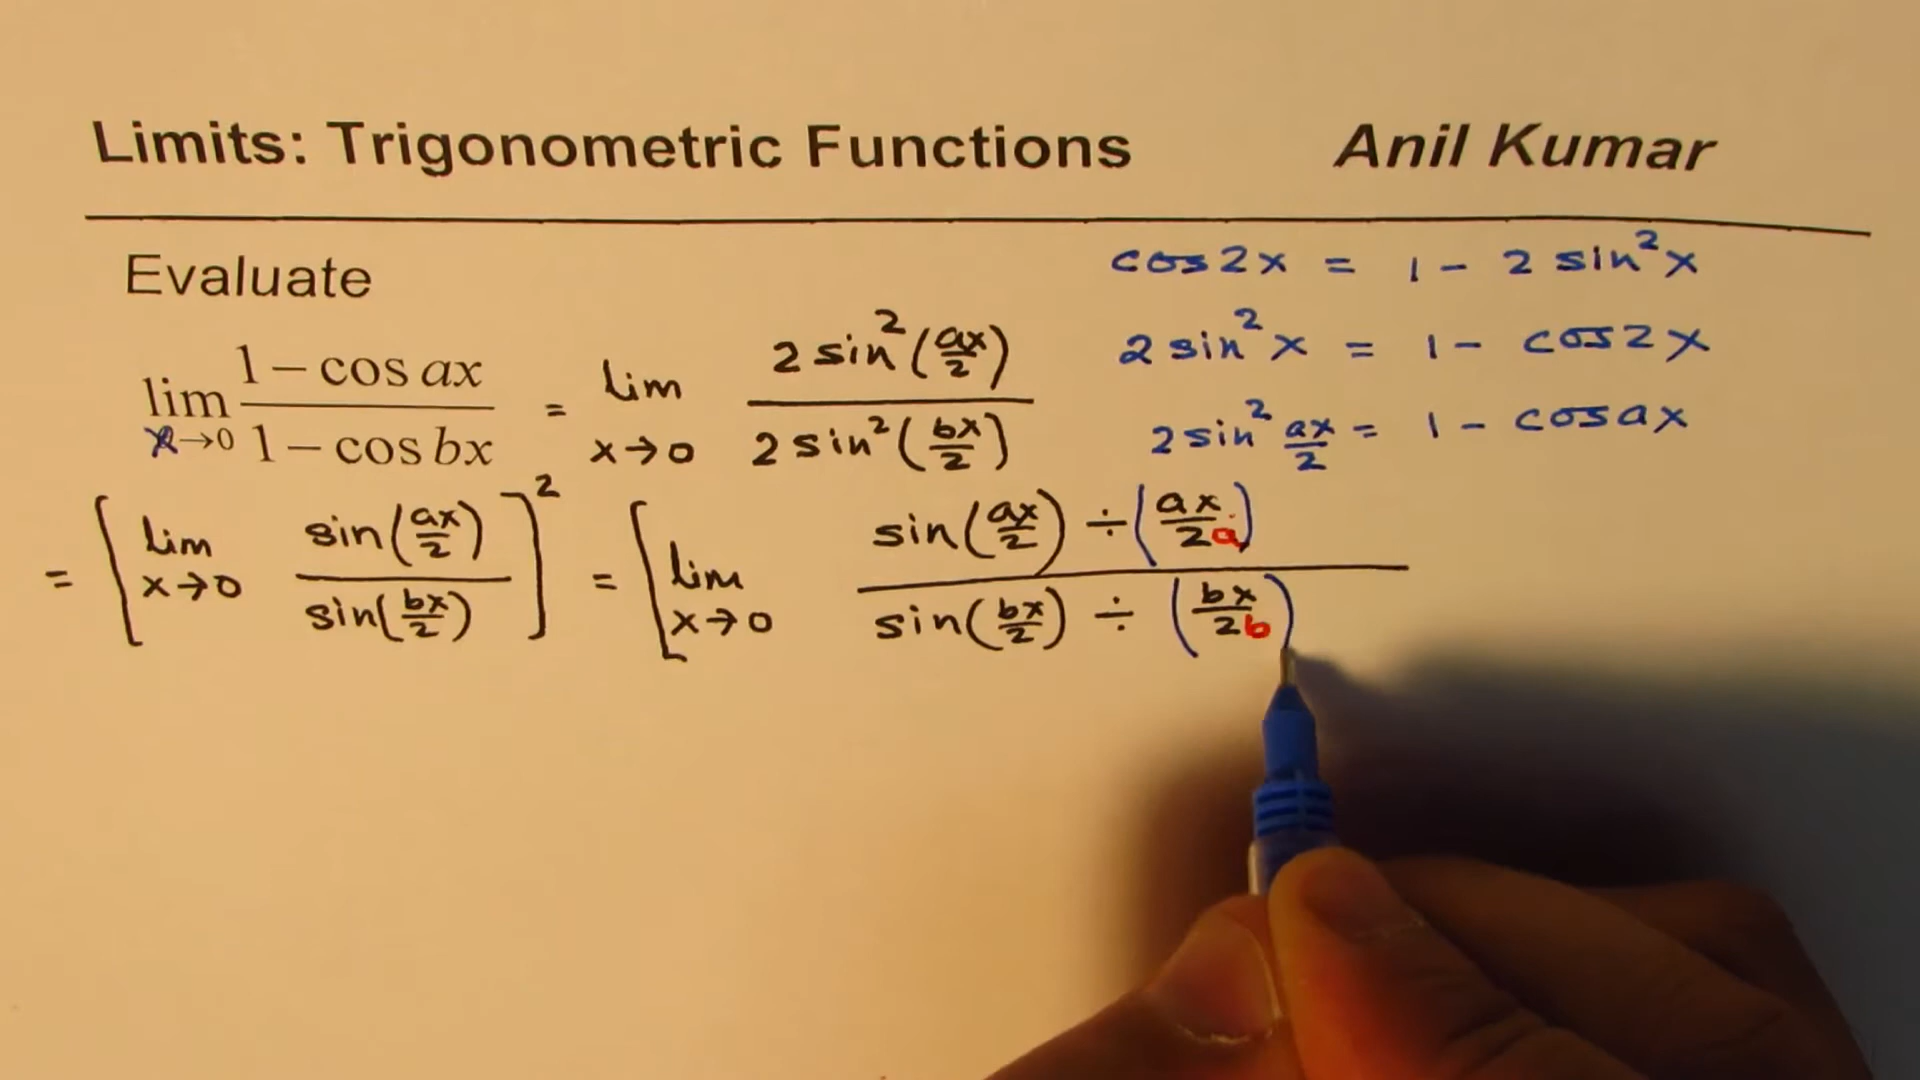 Limits: Trigonometric Functions Anil Kumar
Evaluate
lim x→0 (1 − cos ax)/(1 − cos bx) = lim x→0 (2 sin²(ax/2))/(2 sin²(bx/2))
cos2x = 1 - 2 sin²x
2 sin²x = 1 - cos2x
2 sin² ax/2 = 1 - cosax
= [lim x→0 sin(ax/2)/sin(bx/2)]² = [lim x→0 (sin(ax/2) ÷ (ax/2a))/(sin(bx/2) ÷ (bx/2b))